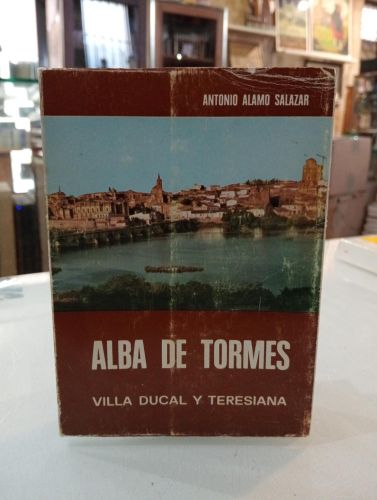 ANTONIO ALAMO SALAZAR
ALBA DE TORMES
VILLA DUCAL Y TERESIANA